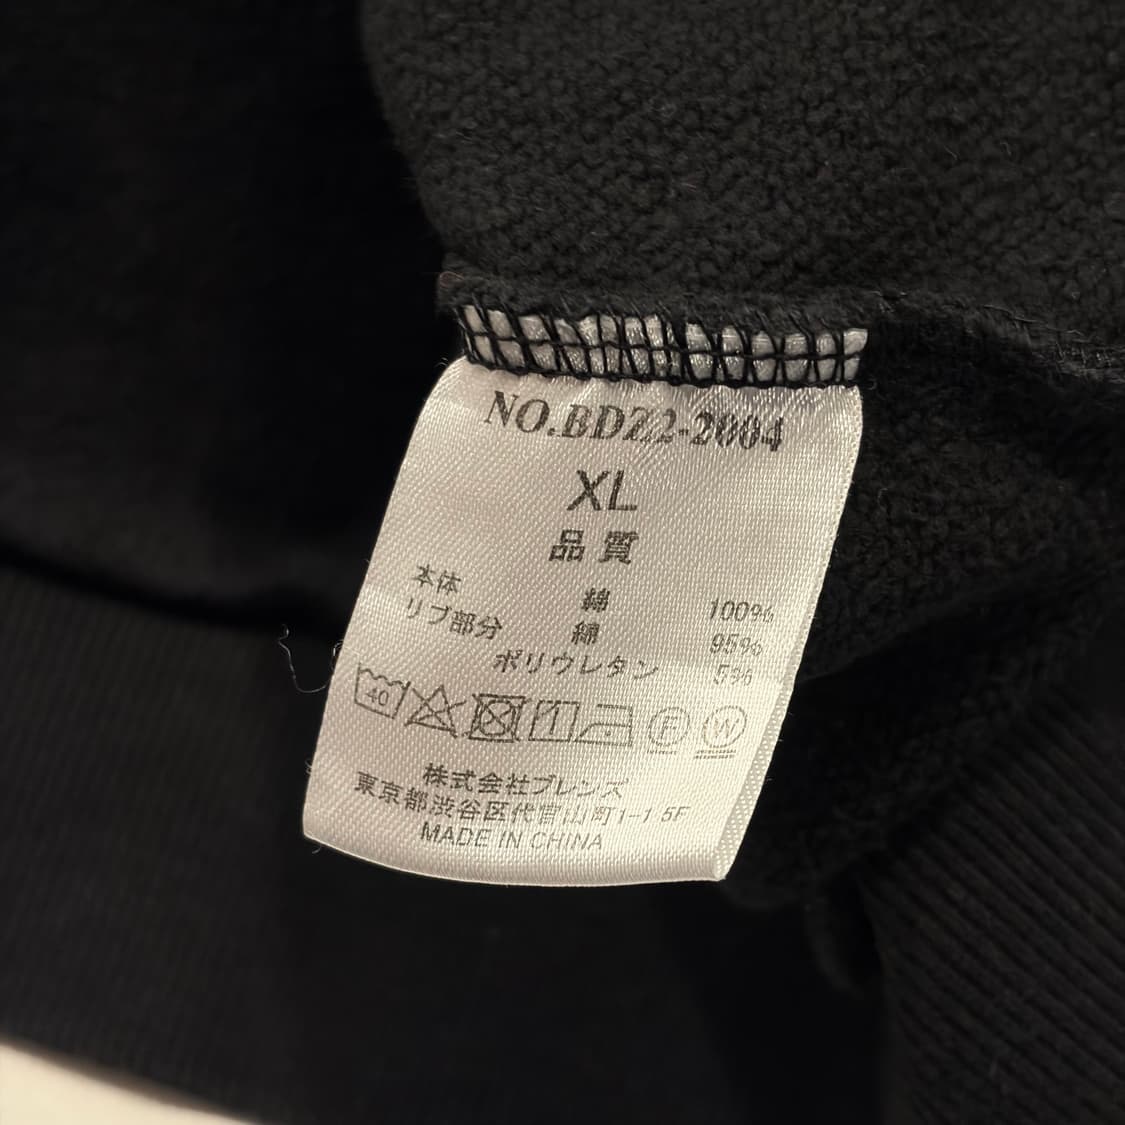 NO.BDZ2-2004
XL
品質
本体 綿 100%
リブ部分 綿 95%
ポリウレタン 5%
40 F W
株式会社ブレンズ
東京都渋谷区代官山町1-1 5F
MADE IN CHINA